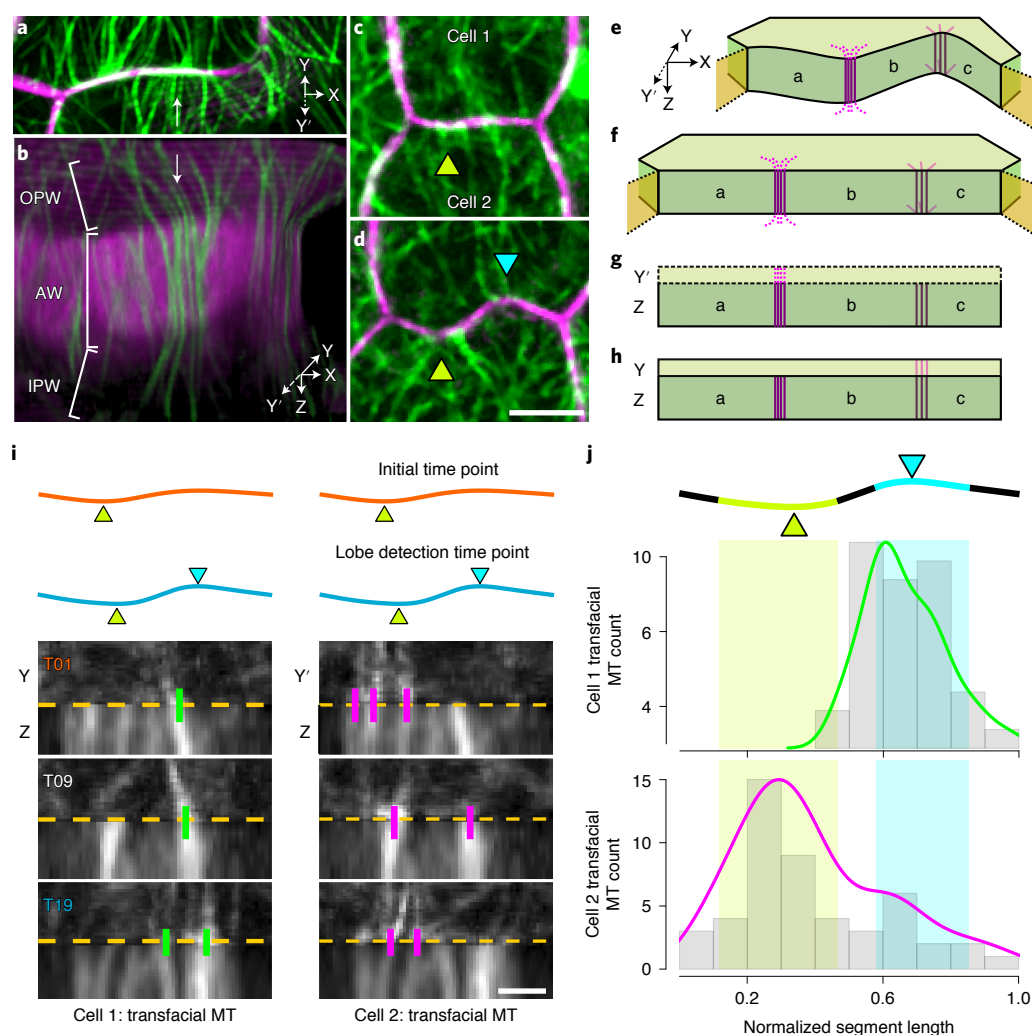 a
Y
X
Y′
b
OPW
AW
IPW
Y
X
Y′
Z
c
Cell 1
Cell 2
d
e
Y
X
Y′
Z
a
b
c
f
a
b
c
g
Y′
Z
a
b
c
h
Y
Z
a
b
c
i
Initial time point
Lobe detection time point
Y
Z
T01
T09
T19
Y′
Z
Cell 1: transfacial MT
Cell 2: transfacial MT
j
Cell 1 transfacial
MT count
10
6
4
Cell 2 transfacial
MT count
15
10
5
0
0.2
0.6
1.0
Normalized segment length